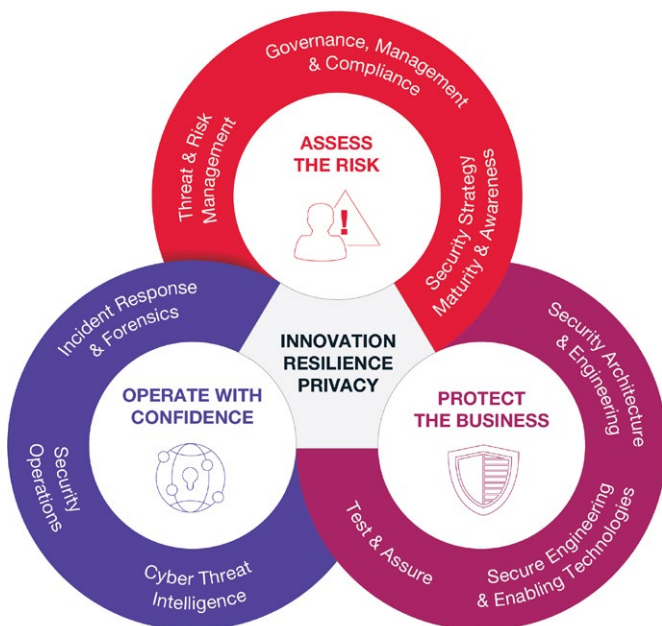 Governance, Management
& Compliance
Threat & Risk
Management
ASSESS
THE RISK
!
Security Strategy
Maturity & Awareness
Incident Response
& Forensics
INNOVATION
RESILIENCE
PRIVACY
Security Architecture
& Engineering
OPERATE WITH
CONFIDENCE
PROTECT
THE BUSINESS
Security
Operations
Cyber Threat
Intelligence
Test & Assure
Secure Engineering
& Enabling Technologies